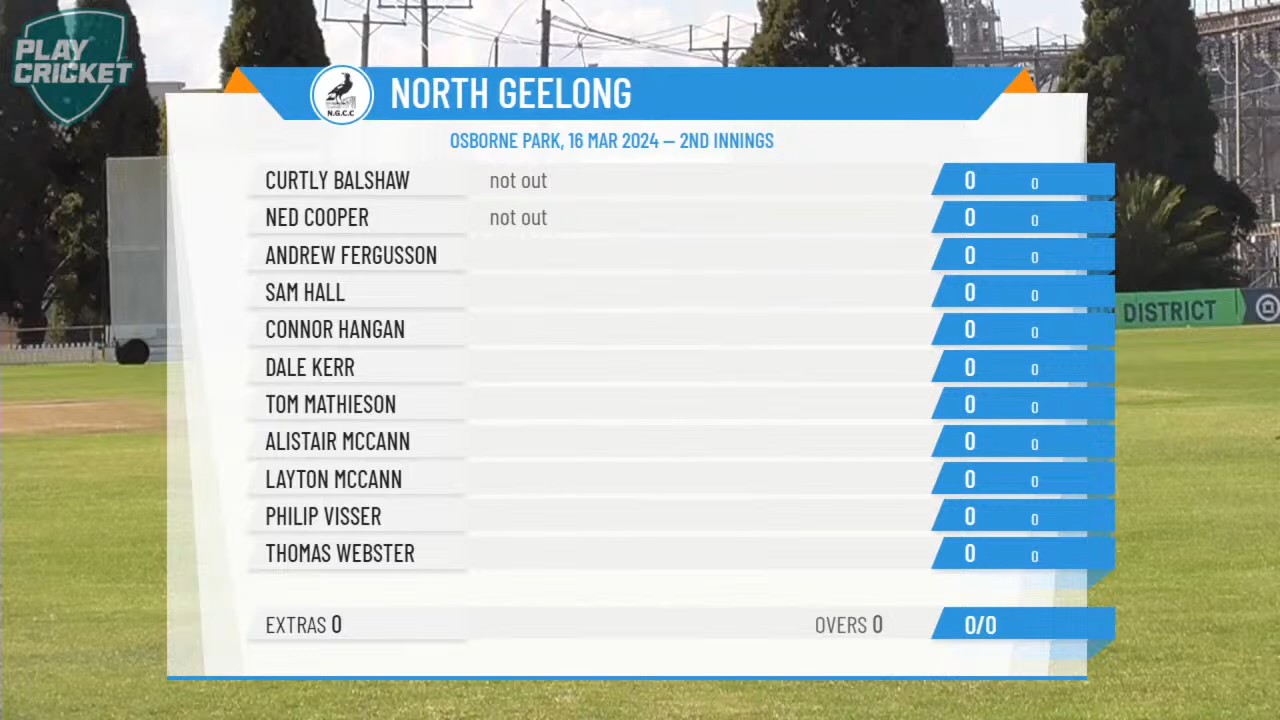 PLAY
CRICKET
N.G.C.C
NORTH GEELONG
OSBORNE PARK, 16 MAR 2024 – 2ND INNINGS
CURTLY BALSHAW not out 0 0
NED COOPER not out 0 0
ANDREW FERGUSSON 0 0
SAM HALL 0 0
CONNOR HANGAN 0 0
DALE KERR 0 0
TOM MATHIESON 0 0
ALISTAIR MCCANN 0 0
LAYTON MCCANN 0 0
PHILIP VISSER 0 0
THOMAS WEBSTER 0 0
EXTRAS 0 OVERS 0 0/0
DISTRICT